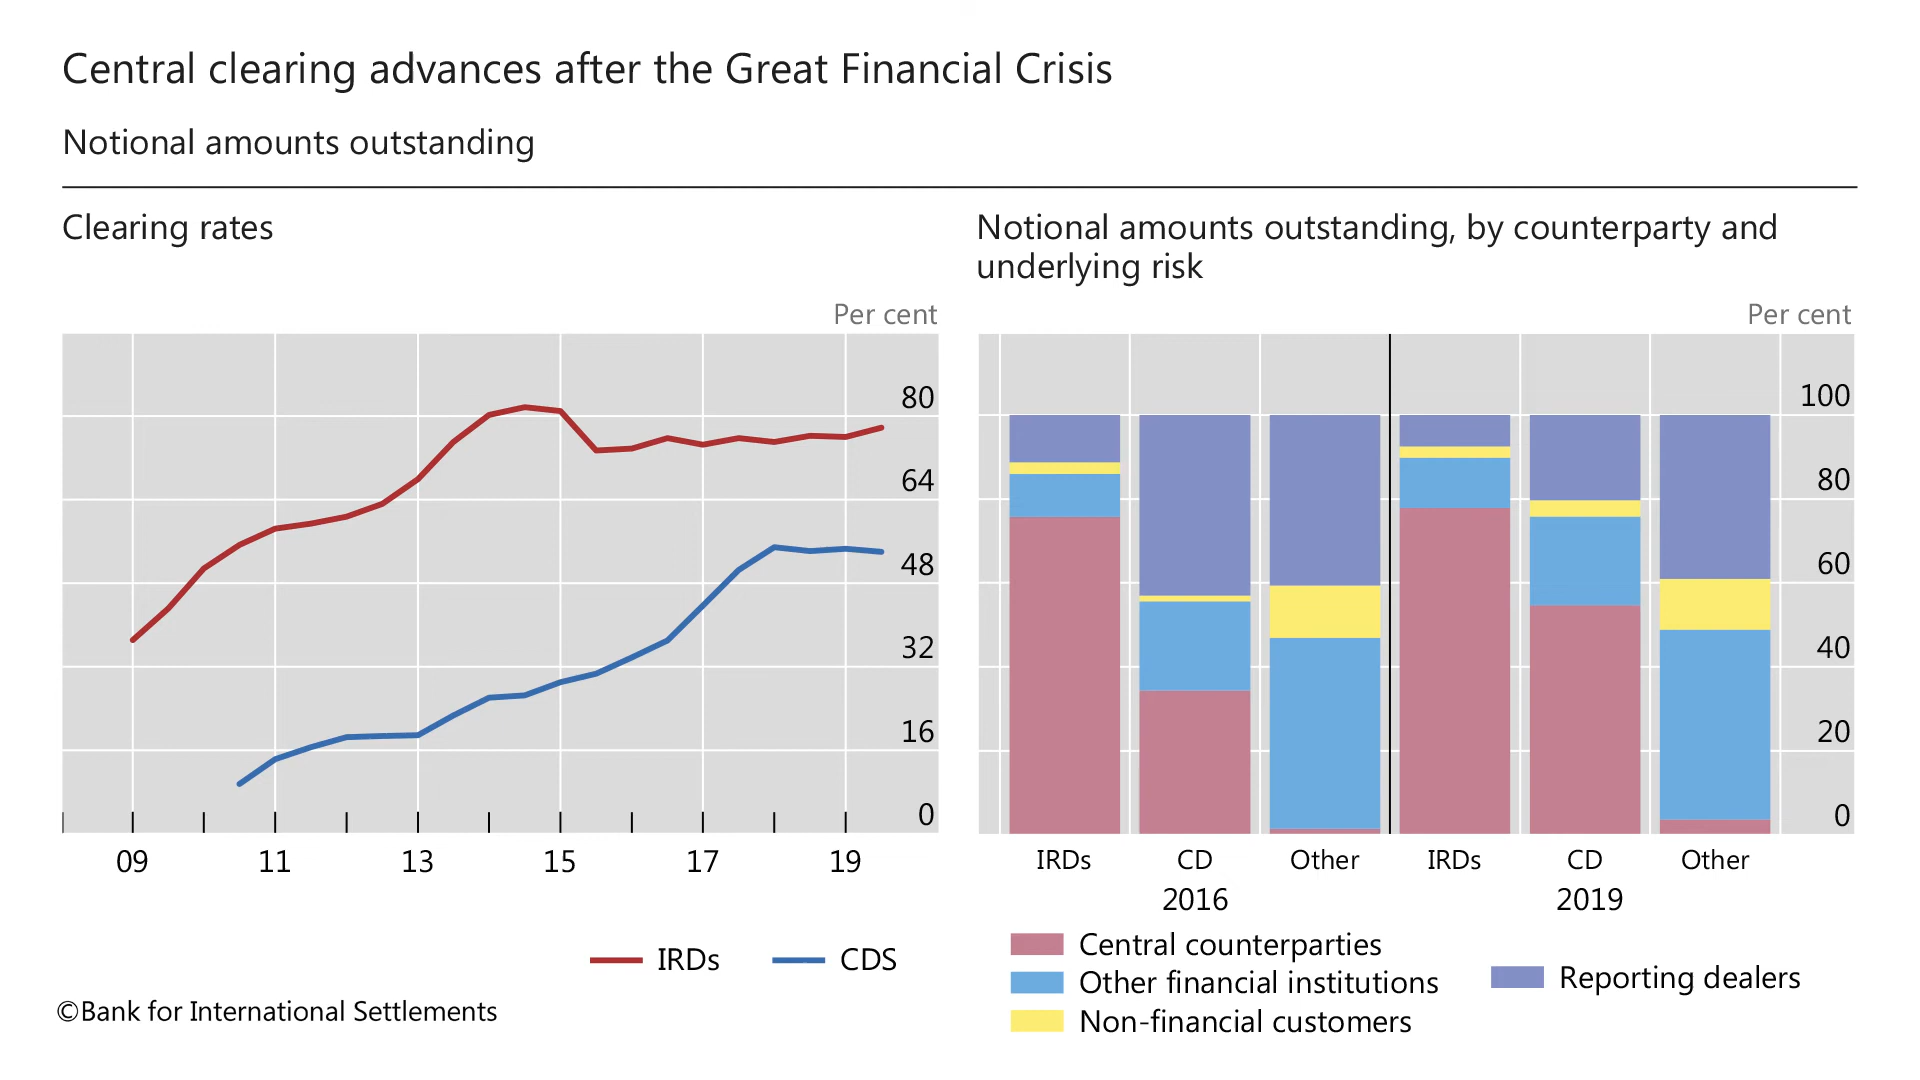 Central clearing advances after the Great Financial Crisis
Notional amounts outstanding
Clearing rates
Per cent
80
64
48
32
16
0
09 11 13 15 17 19
IRDs CDS
Notional amounts outstanding, by counterparty and
underlying risk
Per cent
100
80
60
40
20
0
IRDs CD Other IRDs CD Other
2016 2019
Central counterparties
Other financial institutions
Non-financial customers
Reporting dealers
©Bank for International Settlements